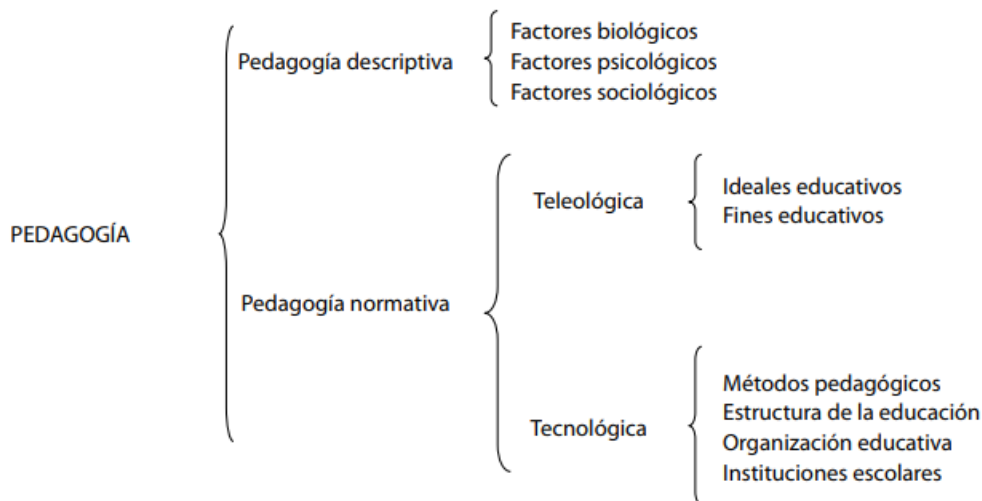 PEDAGOGÍA
Pedagogía descriptiva
Factores biológicos
Factores psicológicos
Factores sociológicos
Pedagogía normativa
Teleológica
Ideales educativos
Fines educativos
Tecnológica
Métodos pedagógicos
Estructura de la educación
Organización educativa
Instituciones escolares